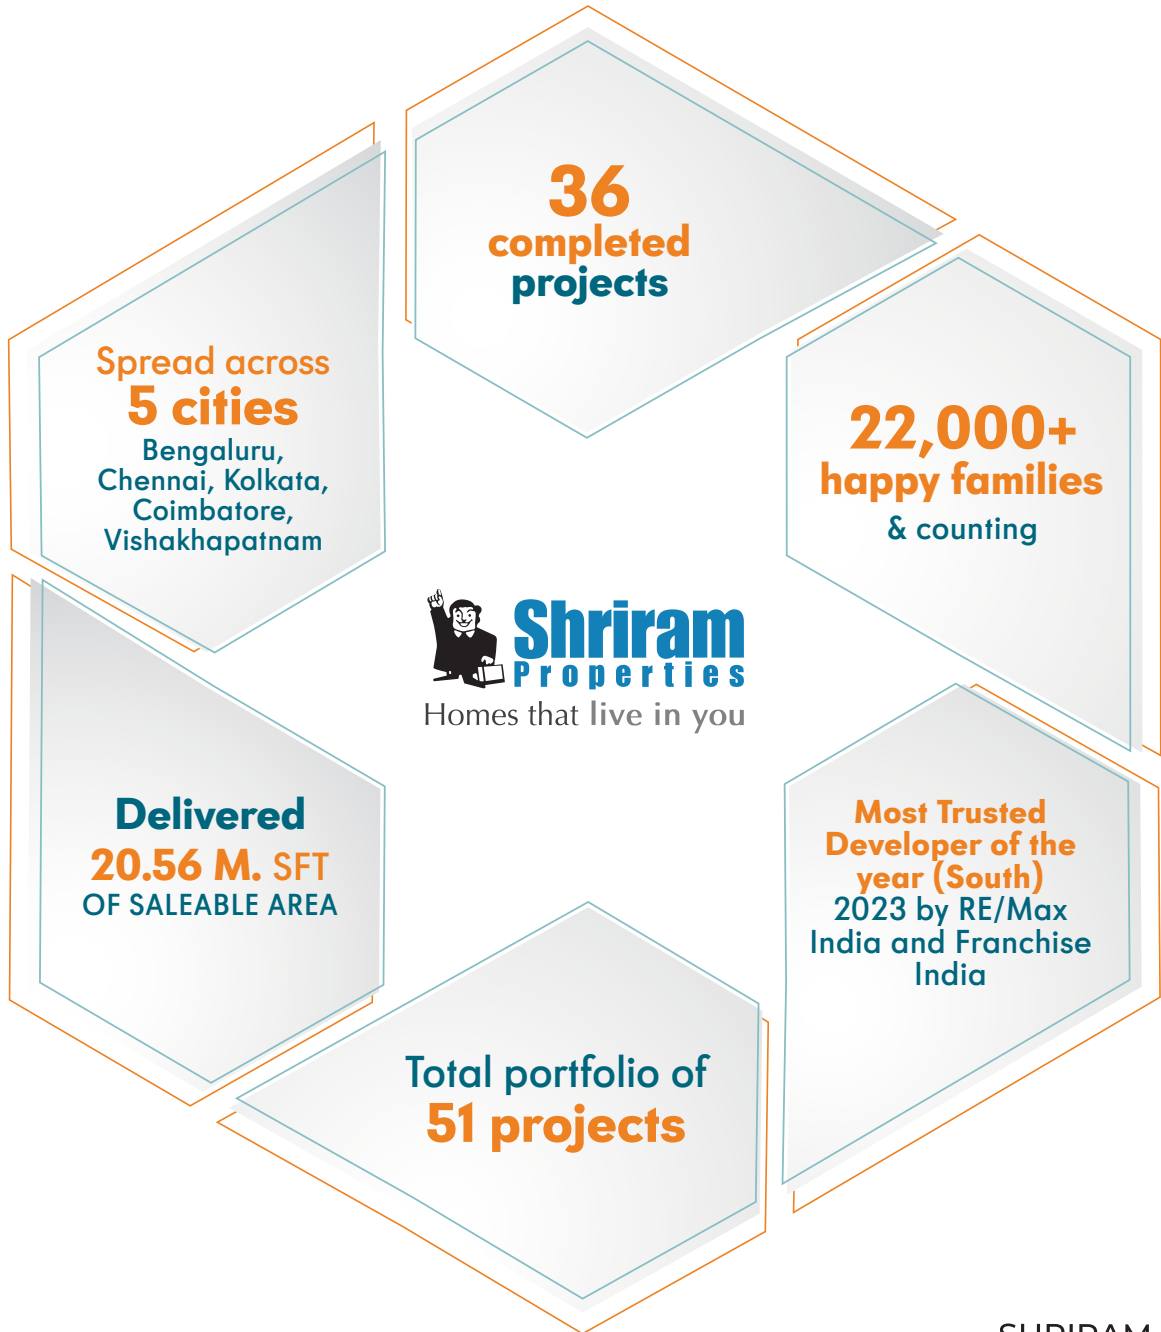 36
completed
projects
Spread across
5 cities
Bengaluru,
Chennai, Kolkata,
Coimbatore,
Vishakhapatnam
22,000+
happy families
& counting
Shriram
Properties
Homes that live in you
Delivered
20.56 M. SFT
OF SALEABLE AREA
Most Trusted
Developer of the
year (South)
2023 by RE/Max
India and Franchise
India
Total portfolio of
51 projects
SHRIRAM